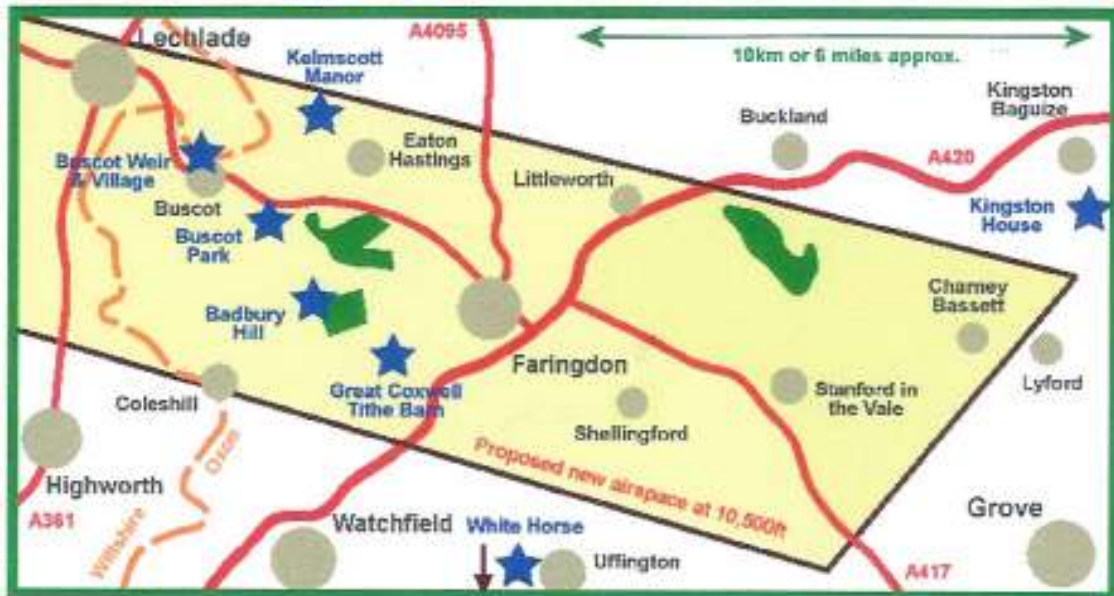 Lechlade
A4095
10km or 6 miles approx.
Kelmscott
Manor
Kingston
Baguize
Buckland
Eaton
Hastings
A420
Buscot Weir
& Village
Littleworth
Buscot
Kingston
House
Buscot
Park
Charney
Bassett
Badbury
Hill
Faringdon
Lyford
Coleshill
Great Coxwell
Tithe Barn
Stanford in
the Vale
Shellingford
Oxon
Proposed new airspace at 10,500ft
Highworth
Grove
A361
Wiltshire
Watchfield
White Horse
Uffington
A417